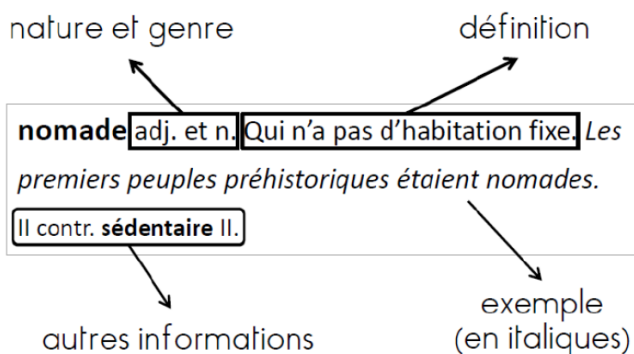 nature et genre
définition
nomade adj. et n. Qui n'a pas d'habitation fixe. Les
premiers peuples préhistoriques étaient nomades.
II contr. sédentaire II.
exemple
autres informations
(en italiques)